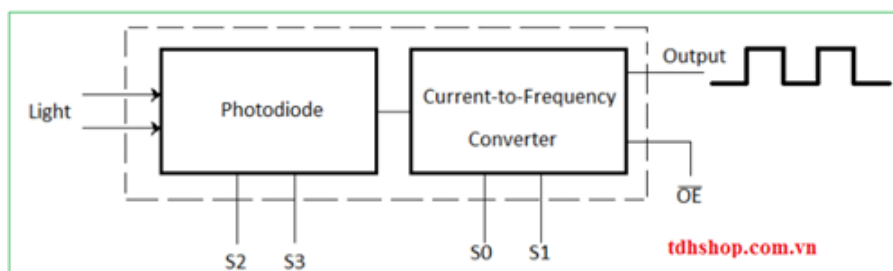 Output
Light
Photodiode
Current-to-Frequency
Converter
OE
S2
S3
S0
S1
tdhshop.com.vn